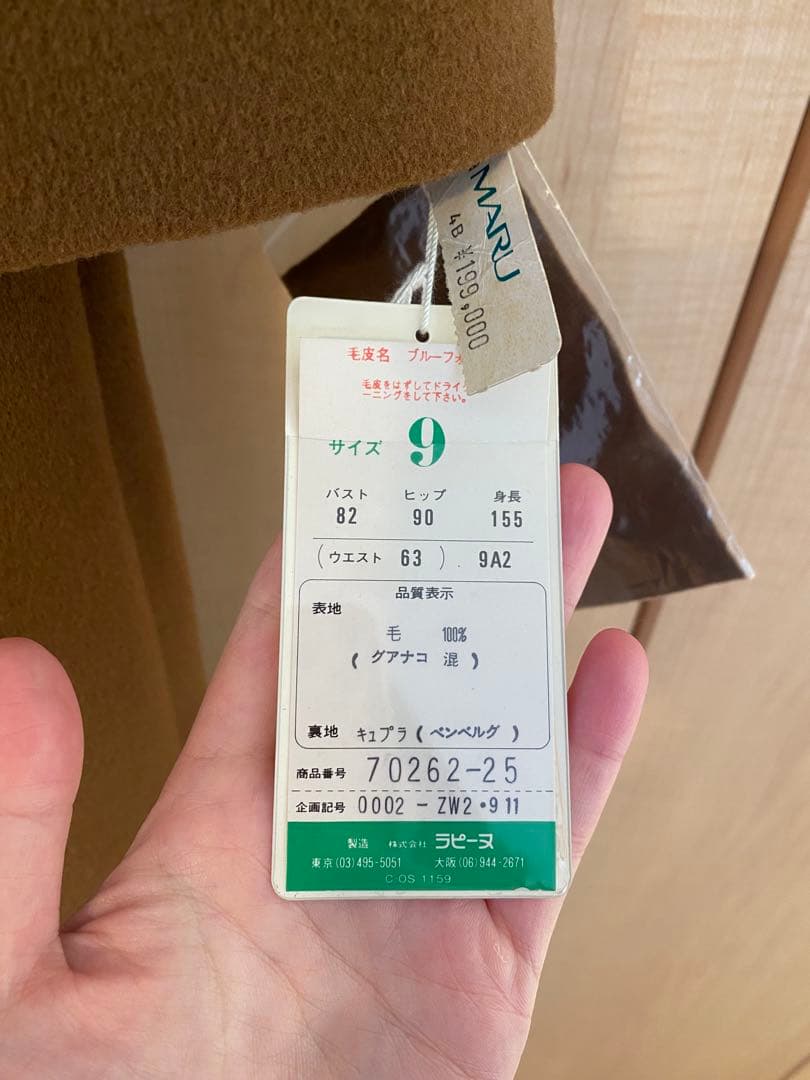 MARU
4B ¥199,000
毛皮名 ブルーフォ
毛皮をはずしてドライク
ーニングをして下さい。
サイズ 9
バスト ヒップ 身長
82 90 155
(ウエスト 63) 9A2
品質表示
表地
毛 100%
(グアナコ 混)
裏地 キュプラ(ベンベルグ)
商品番号 70262-25
企画記号 0002-ZW2・911
製造 株式会社 ラピーヌ
東京(03)495-5051 大阪(06)944-2671
C-OS 1159